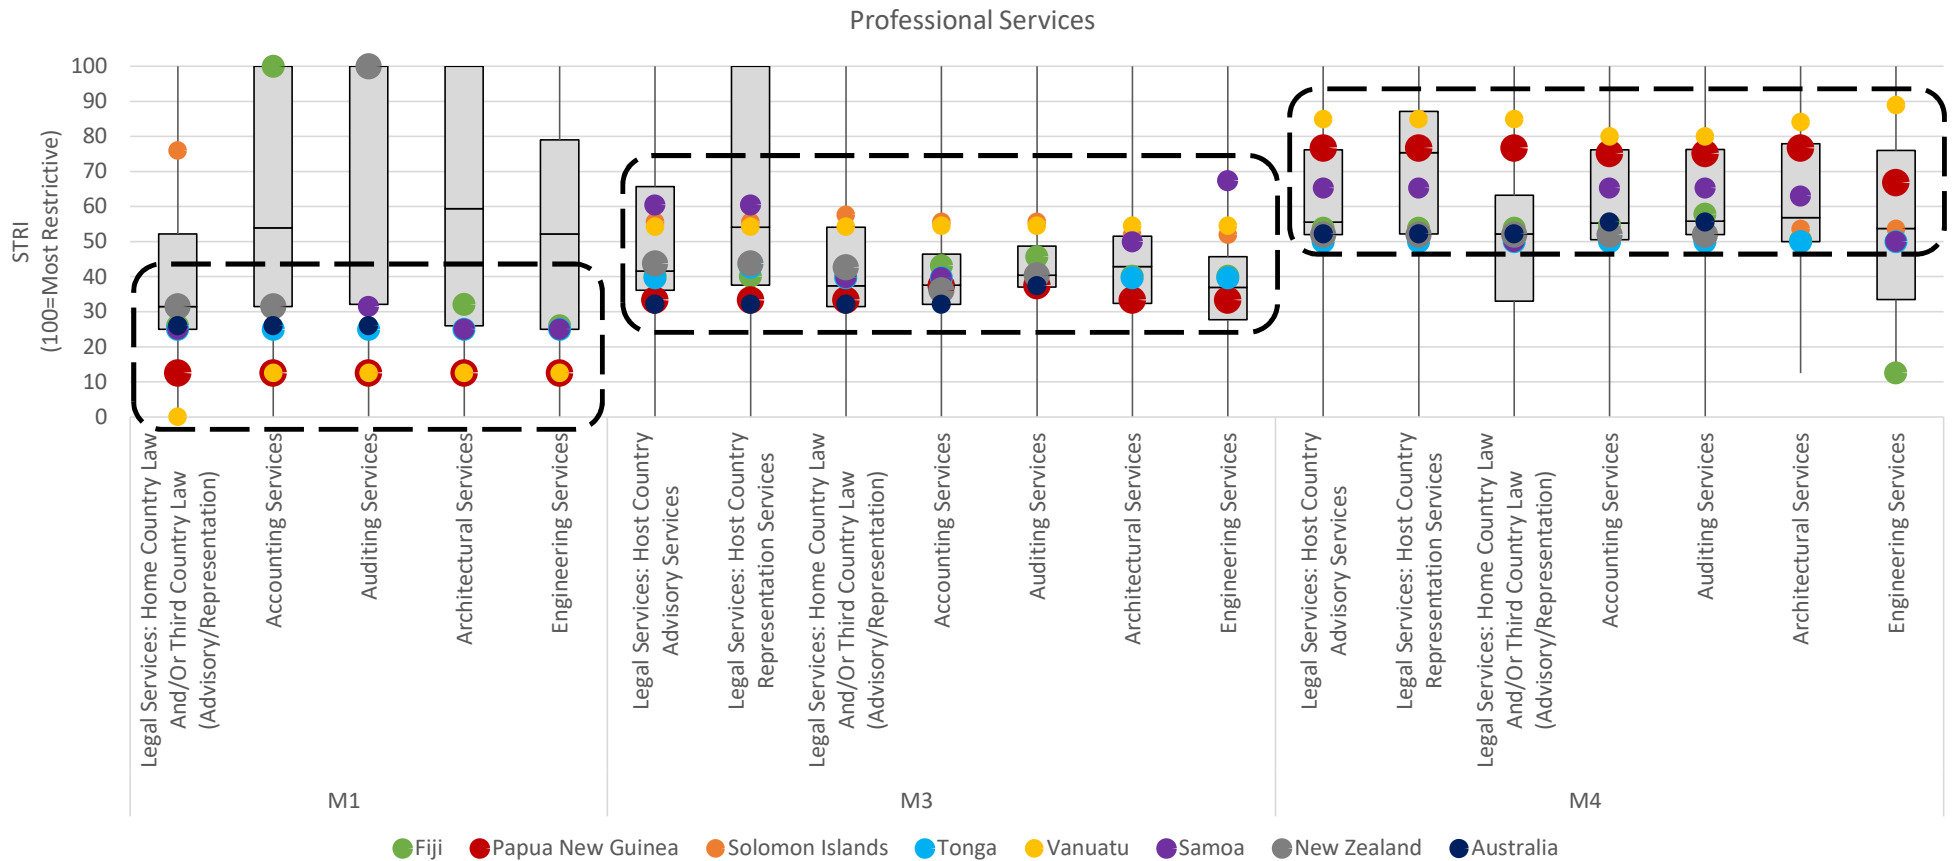 Professional Services
STRI
(100=Most Restrictive)
100
90
80
70
60
50
40
30
20
10
0
Legal Services: Home Country Law
And/Or Third Country Law
(Advisory/Representation)
Accounting Services
Auditing Services
Architectural Services
Engineering Services
Legal Services: Host Country
Advisory Services
Legal Services: Host Country
Representation Services
Legal Services: Home Country Law
And/Or Third Country Law
(Advisory/Representation)
Accounting Services
Auditing Services
Architectural Services
Engineering Services
Legal Services: Host Country
Advisory Services
Legal Services: Host Country
Representation Services
Legal Services: Home Country Law
And/Or Third Country Law
(Advisory/Representation)
Accounting Services
Auditing Services
Architectural Services
Engineering Services
M1
M3
M4
Fiji
Papua New Guinea
Solomon Islands
Tonga
Vanuatu
Samoa
New Zealand
Australia